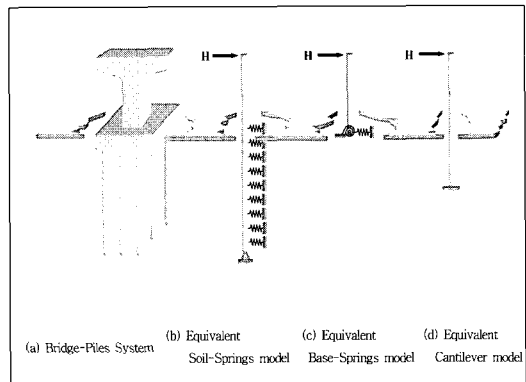 H
H
H
(a) Bridge-Piles System
(b) Equivalent
Soil-Springs model
(c) Equivalent
Base-Springs model
(d) Equivalent
Cantilever model